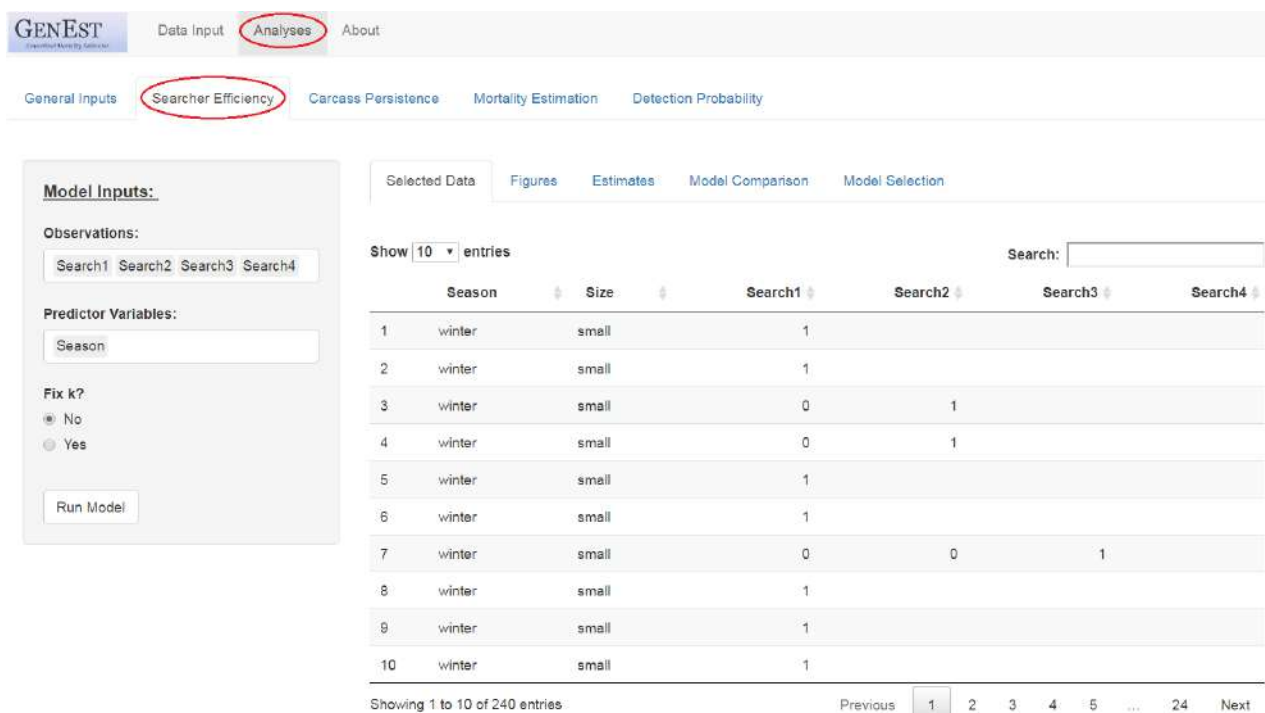 GENEST Data Input Analyses About
General Inputs Searcher Efficiency Carcass Persistence Mortality Estimation Detection Probability
Model Inputs:
Observations:
Search1 Search2 Search3 Search4
Predictor Variables:
Season
Fix k?
No
Yes
Run Model
Selected Data Figures Estimates Model Comparison Model Selection
Show 10 entries Search:
Season Size Search1 Search2 Search3 Search4
1 winter small 1
2 winter small 1
3 winter small 0 1
4 winter small 0 1
5 winter small 1
6 winter small 1
7 winter small 0 0 1
8 winter small 1
9 winter small 1
10 winter small 1
Showing 1 to 10 of 240 entries Previous 1 2 3 4 5 ... 24 Next